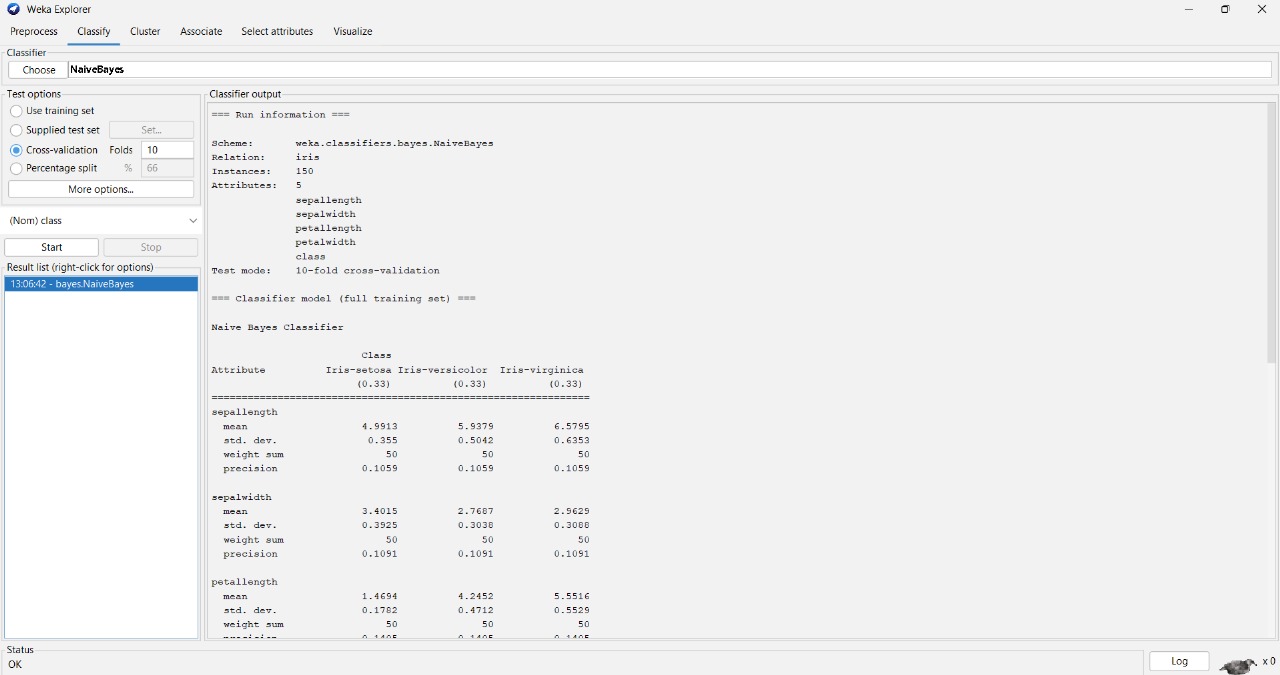 Weka Explorer
Preprocess Classify Cluster Associate Select attributes Visualize
Classifier
Choose NaiveBayes
Test options
Use training set
Supplied test set Set...
Cross-validation Folds 10
Percentage split % 66
More options...
(Nom) class
Start Stop
Result list (right-click for options)
13:06:42 - bayes.NaiveBayes
Classifier output
=== Run information ===
Scheme: weka.classifiers.bayes.NaiveBayes
Relation: iris
Instances: 150
Attributes: 5
sepallength
sepalwidth
petallength
petalwidth
class
Test mode: 10-fold cross-validation
=== Classifier model (full training set) ===
Naive Bayes Classifier
Class
Attribute Iris-setosa Iris-versicolor Iris-virginica
(0.33) (0.33) (0.33)
===============================================================
sepallength
mean 4.9913 5.9379 6.5795
std. dev. 0.355 0.5042 0.6353
weight sum 50 50 50
precision 0.1059 0.1059 0.1059
sepalwidth
mean 3.4015 2.7687 2.9629
std. dev. 0.3925 0.3038 0.3088
weight sum 50 50 50
precision 0.1091 0.1091 0.1091
petallength
mean 1.4694 4.2452 5.5516
std. dev. 0.1782 0.4712 0.5529
weight sum 50 50 50
precision 0.1405 0.1405 0.1405
Status
OK
Log x 0